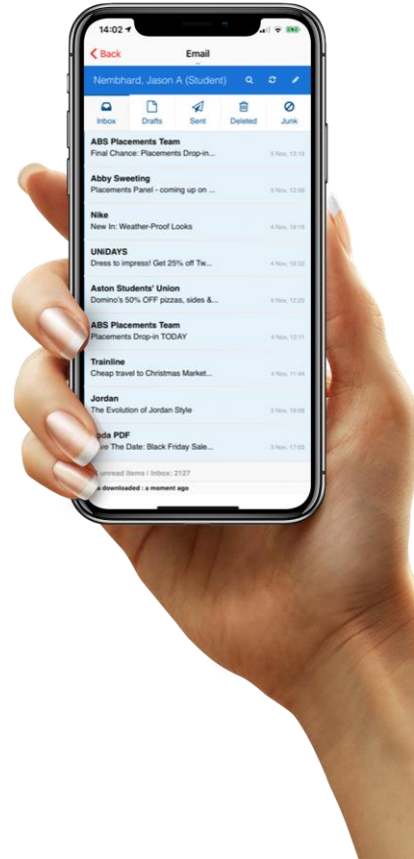 14:02
Back
Email
Nembhard, Jason A (Student)
Inbox
Drafts
Sent
Deleted
Junk
ABS Placements Team
Final Chance: Placements Drop-in...
5 Nov, 13:19
Abby Sweeting
Placements Panel - coming up on ...
5 Nov, 12:58
Nike
New In: Weather-Proof Looks
4 Nov, 19:16
UNiDAYS
Dress to impress! Get 25% off Tw...
4 Nov, 18:32
Aston Students' Union
Domino's 50% OFF pizzas, sides &...
4 Nov, 12:25
ABS Placements Team
Placements Drop-in TODAY
4 Nov, 12:11
Trainline
Cheap travel to Christmas Market...
4 Nov, 11:44
Jordan
The Evolution of Jordan Style
3 Nov, 18:08
PDF
The Date: Black Friday Sale...
3 Nov, 17:03
unread items | Inbox: 2127
downloaded : a moment ago